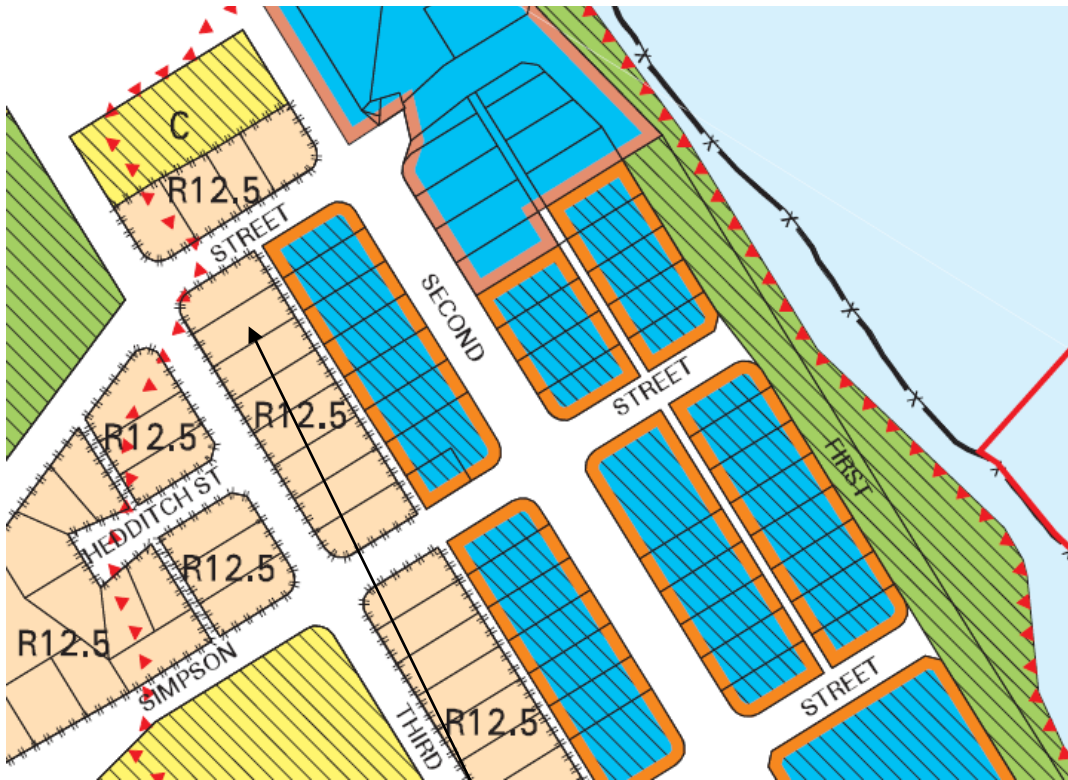 C
R12.5
STREET
SECOND
R12.5
STREET
R12.5
FIRST
HEDDITCH ST
R12.5
R12.5
SIMPSON
STREET
THIRD
R12.5